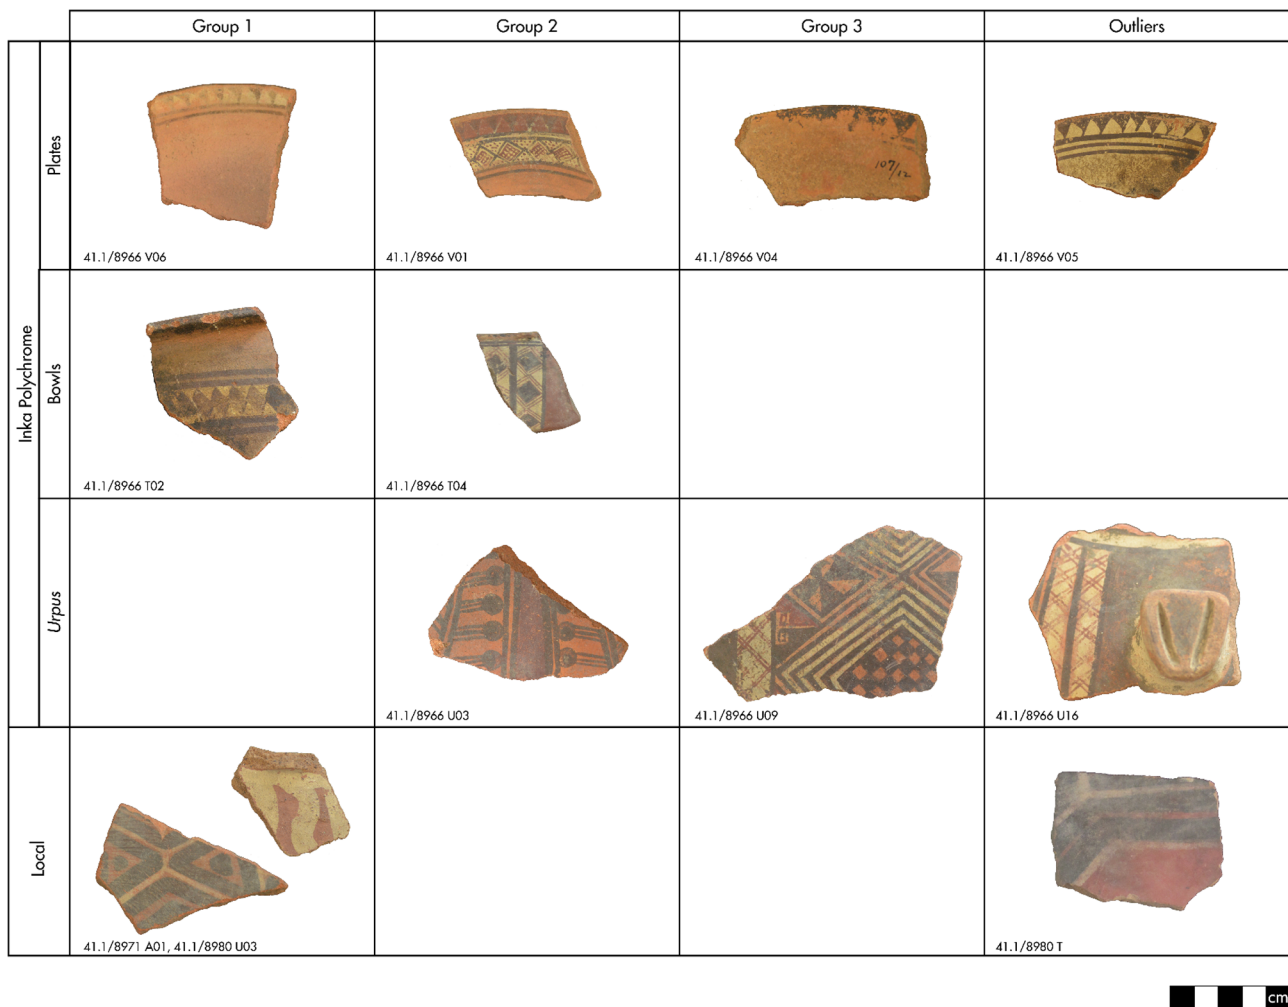 Group 1
Group 2
Group 3
Outliers
Inka Polychrome
Plates
41.1/8966 V06
41.1/8966 V01
107/12
41.1/8966 V04
41.1/8966 V05
Bowls
41.1/8966 T02
41.1/8966 T04
Urpus
41.1/8966 U03
41.1/8966 U09
41.1/8966 U16
Local
41.1/8971 A01, 41.1/8980 U03
41.1/8980 T
cm